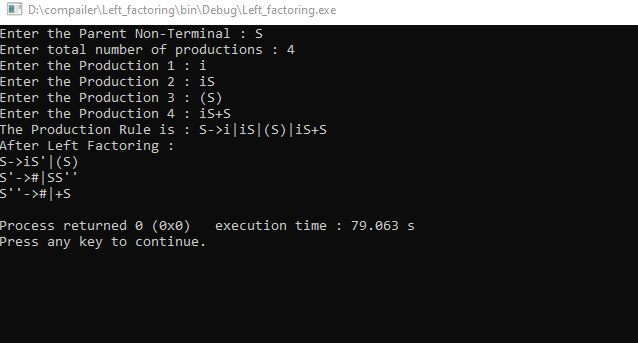 D:\compailer\Left_factoring\bin\Debug\Left_factoring.exe
Enter the Parent Non-Terminal : S
Enter total number of productions : 4
Enter the Production 1 : i
Enter the Production 2 : iS
Enter the Production 3 : (S)
Enter the Production 4 : iS+S
The Production Rule is : S->i|iS|(S)|iS+S
After Left Factoring :
S->iS'|(S)
S'->#|SS''
S''->#|+S
Process returned 0 (0x0)   execution time : 79.063 s
Press any key to continue.